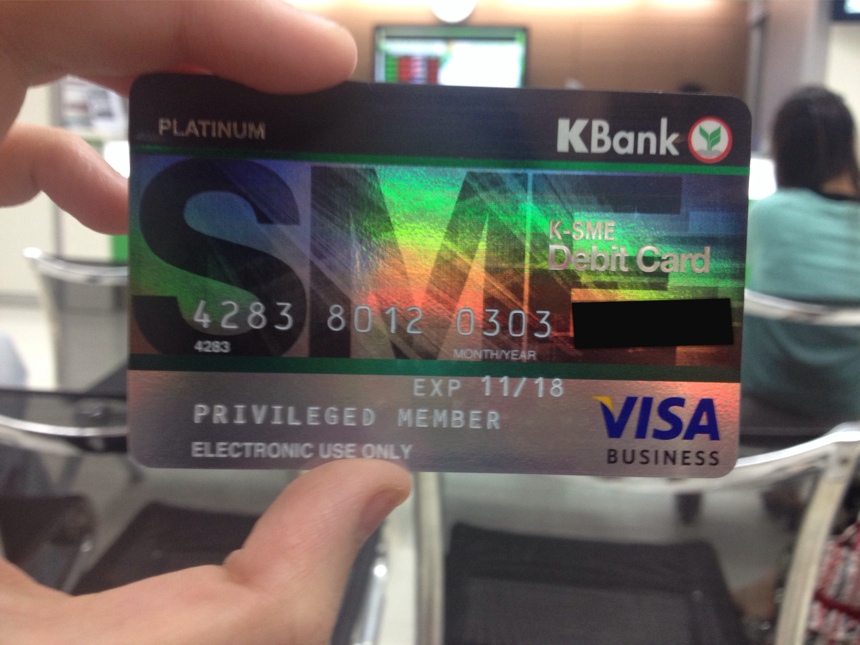 PLATINUM
KBank
SME
K-SME
Debit Card
4283 8012 0303
4283
MONTH/YEAR
EXP 11/18
PRIVILEGED MEMBER
ELECTRONIC USE ONLY
VISA
BUSINESS